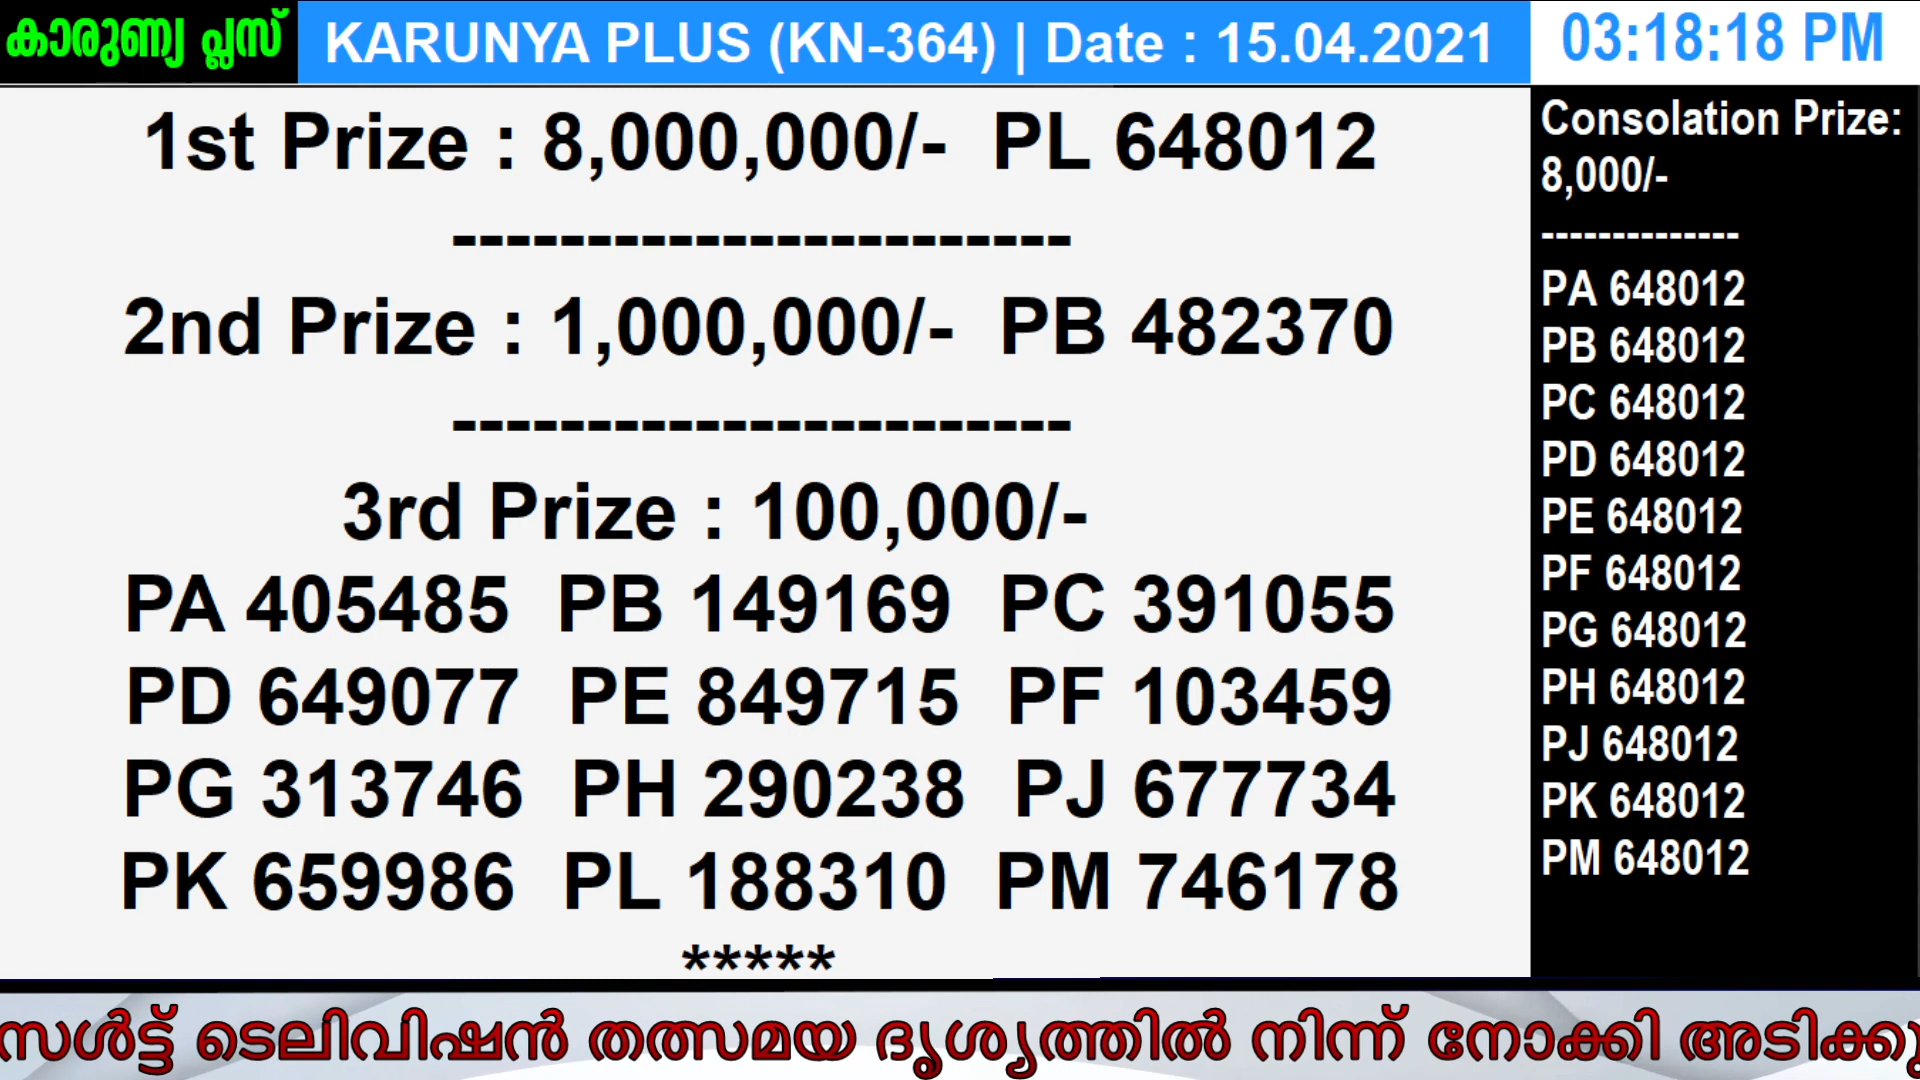 കാരുണ്യ പ്ലസ്
KARUNYA PLUS (KN-364) | Date : 15.04.2021
03:18:18 PM
1st Prize : 8,000,000/- PL 648012
-----------------------
2nd Prize : 1,000,000/- PB 482370
-----------------------
3rd Prize : 100,000/-
PA 405485 PB 149169 PC 391055
PD 649077 PE 849715 PF 103459
PG 313746 PH 290238 PJ 677734
PK 659986 PL 188310 PM 746178
*****
Consolation Prize:
8,000/-
--------------
PA 648012
PB 648012
PC 648012
PD 648012
PE 648012
PF 648012
PG 648012
PH 648012
PJ 648012
PK 648012
PM 648012
സൾട്ട് ടെലിവിഷൻ തത്സമയ ദൃശ്യത്തിൽ നിന്ന് നോക്കി അടിക്കു